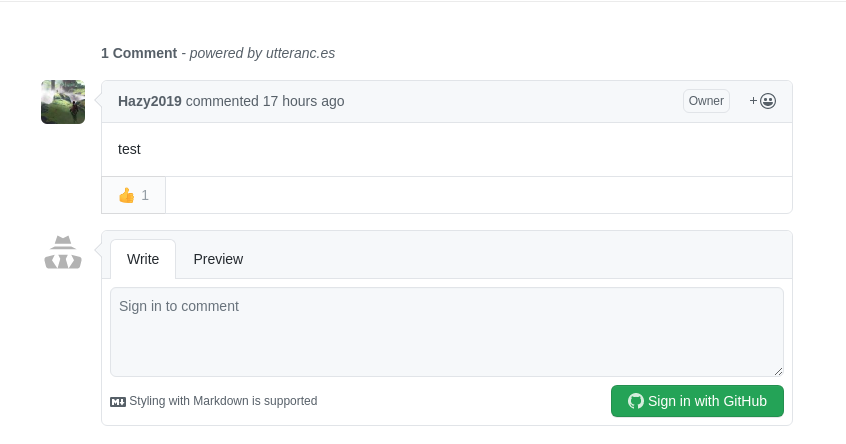 1 Comment - powered by utteranc.es
Hazy2019 commented 17 hours ago Owner +
test
👍 1
Write Preview
Sign in to comment
M Styling with Markdown is supported Sign in with GitHub